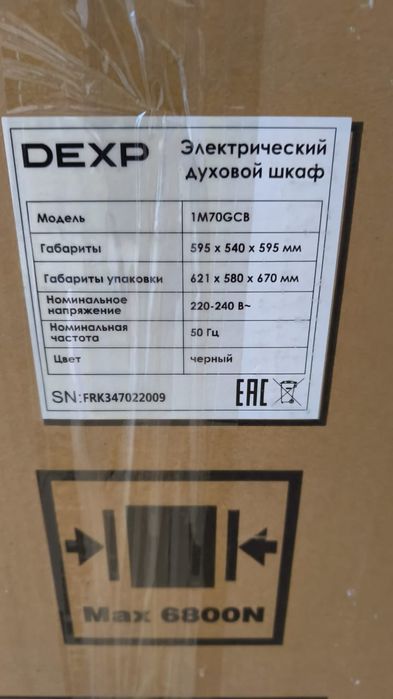 DEXP
Электрический
духовой шкаф
Модель 1M70GCB
Габариты 595 x 540 x 595 мм
Габариты упаковки 621 x 580 x 670 мм
Номинальное
напряжение 220-240 В~
Номинальная
частота 50 Гц
Цвет черный
SN:FRK347022009 EAC
Max 6800N